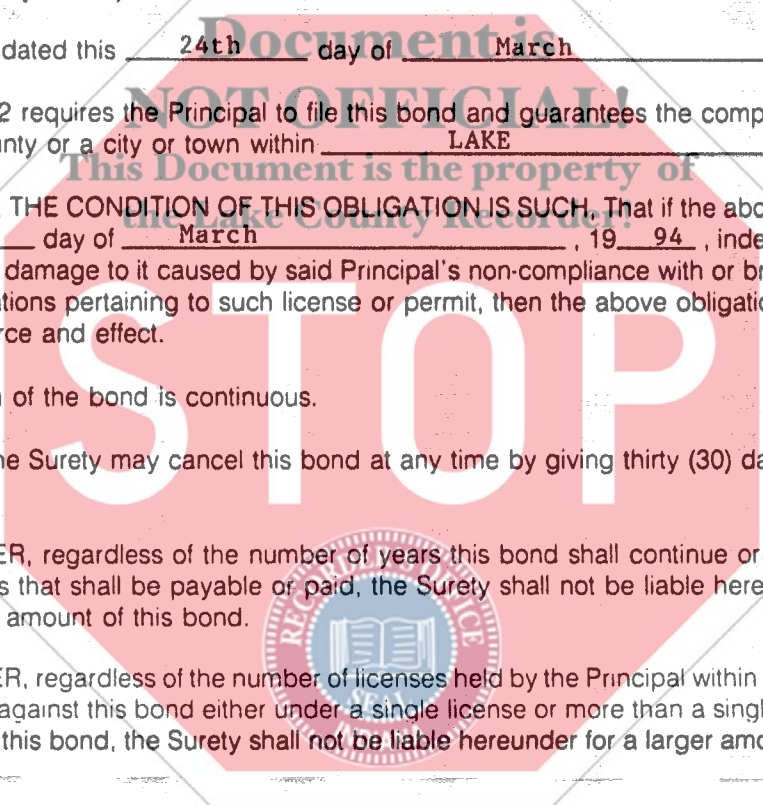 dated this 24th day of March
Document is
2 requires the Principal to file this bond and guarantees the comp
NOT OFFICIAL!
nty or a city or town within LAKE
This Document is the property of
THE CONDITION OF THIS OBLIGATION IS SUCH, That if the abo
the Lake County Recorder!
day of March , 19 94 , inde
damage to it caused by said Principal's non-compliance with or br
tions pertaining to such license or permit, then the above obligatio
rce and effect.
STOP
of the bond is continuous.
ne Surety may cancel this bond at any time by giving thirty (30) da
ER, regardless of the number of years this bond shall continue or
s that shall be payable or paid, the Surety shall not be liable here
amount of this bond.
SEAL
ER, regardless of the number of licenses held by the Principal within
against this bond either under a single license or more than a singl
this bond, the Surety shall not be liable hereunder for a larger amo